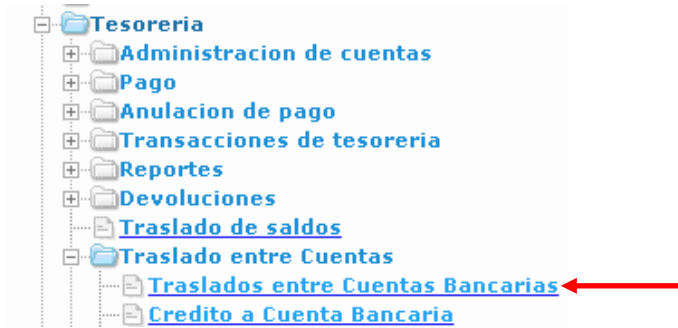 Tesoreria
Administracion de cuentas
Pago
Anulacion de pago
Transacciones de tesoreria
Reportes
Devoluciones
Traslado de saldos
Traslado entre Cuentas
Traslados entre Cuentas Bancarias
Credito a Cuenta Bancaria